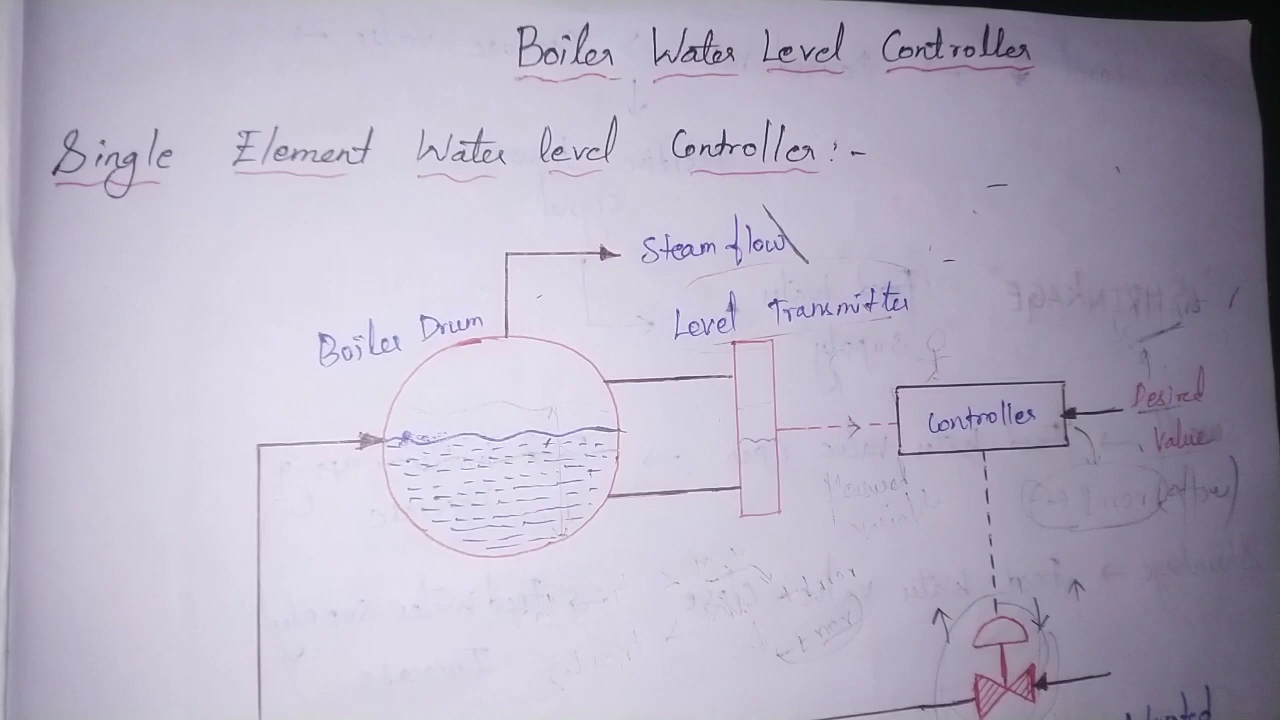 Boiler Water Level Controller
Single Element Water level Controller:-
Steam flow
Boiler Drum
Level Transmitter
Controller
Desired
Value